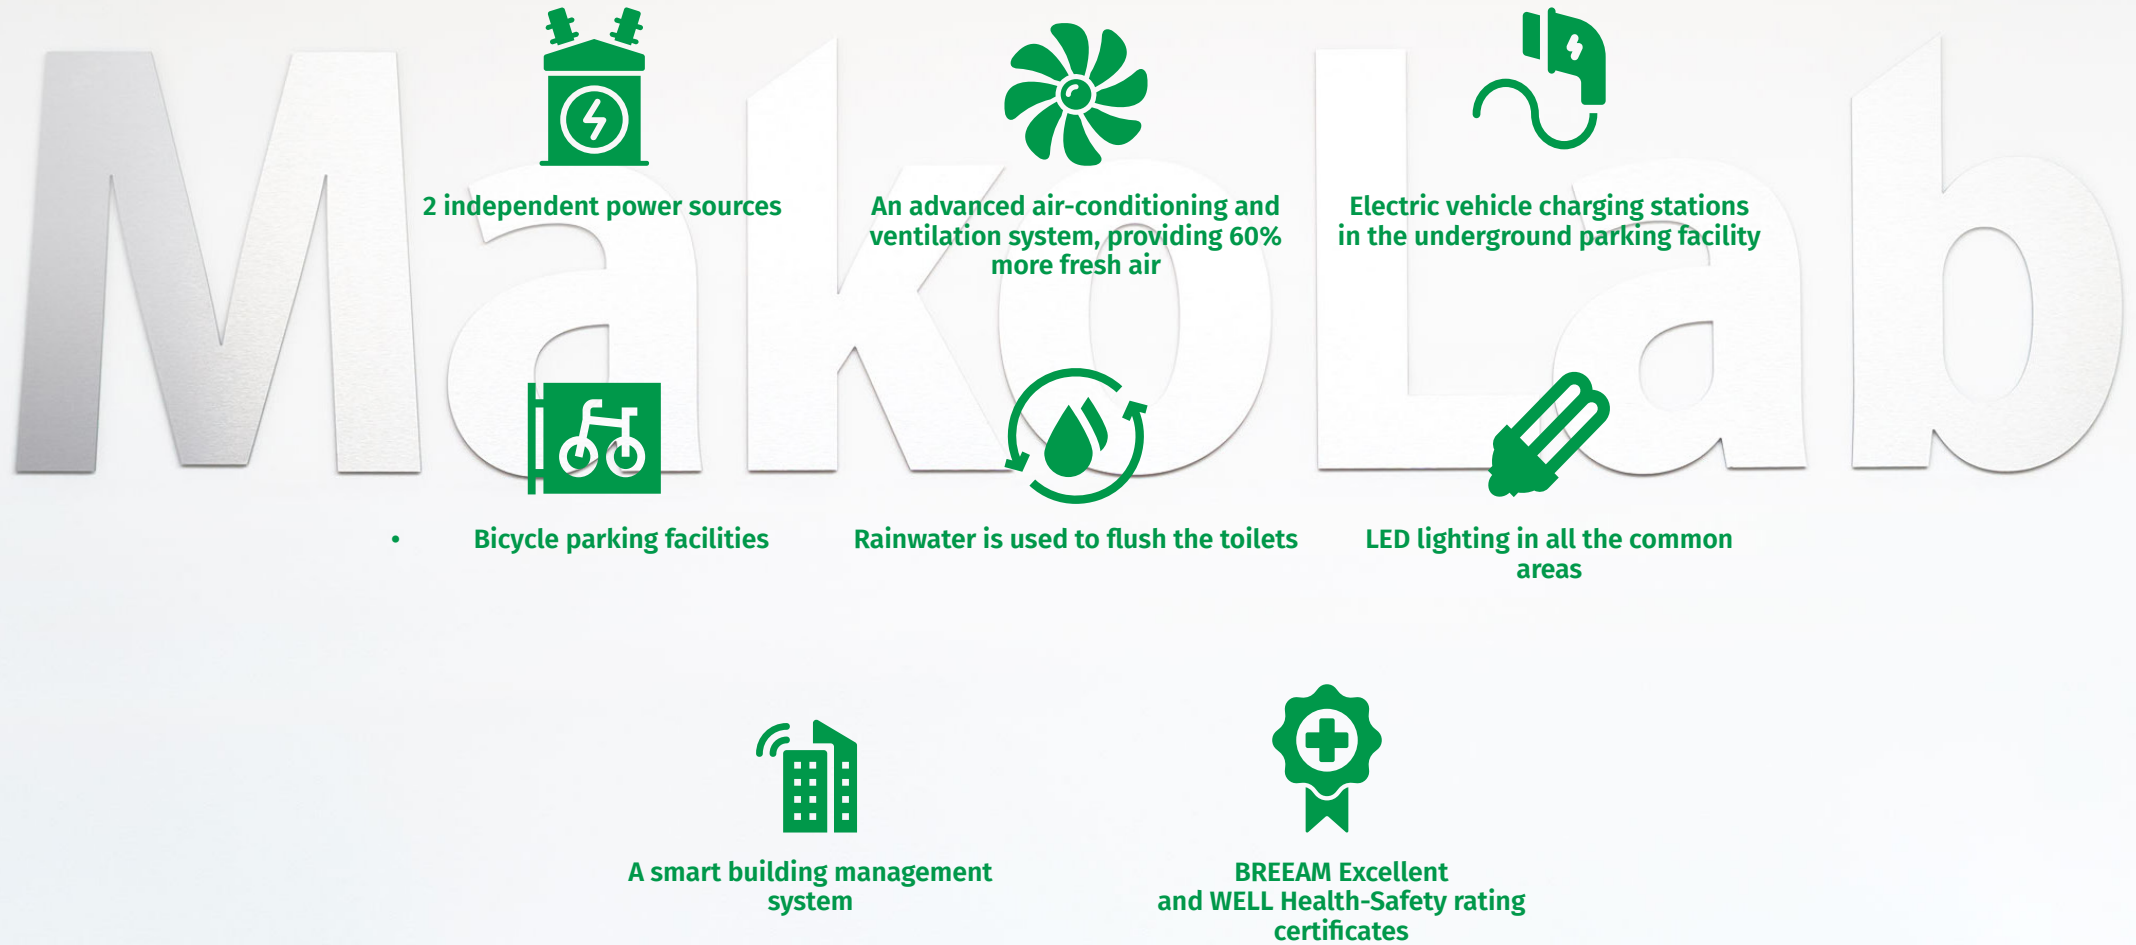 MakoLab
2 independent power sources
An advanced air-conditioning and
ventilation system, providing 60%
more fresh air
Electric vehicle charging stations
in the underground parking facility
• Bicycle parking facilities
Rainwater is used to flush the toilets
LED lighting in all the common
areas
A smart building management
system
BREEAM Excellent
and WELL Health-Safety rating
certificates